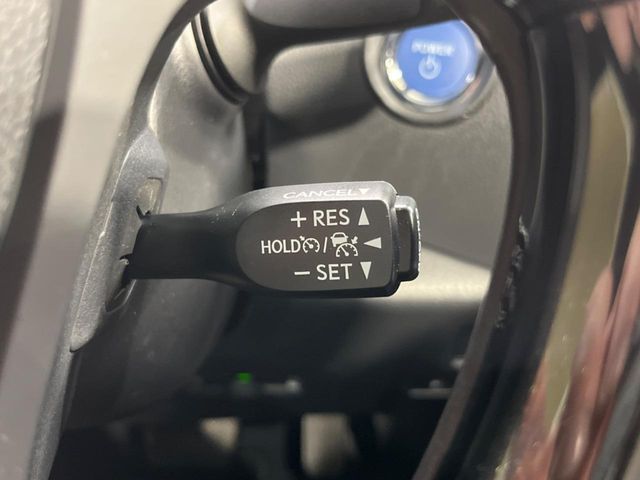 POWER
CANCEL▼
+ RES ▲
HOLD / ◀
− SET ▼